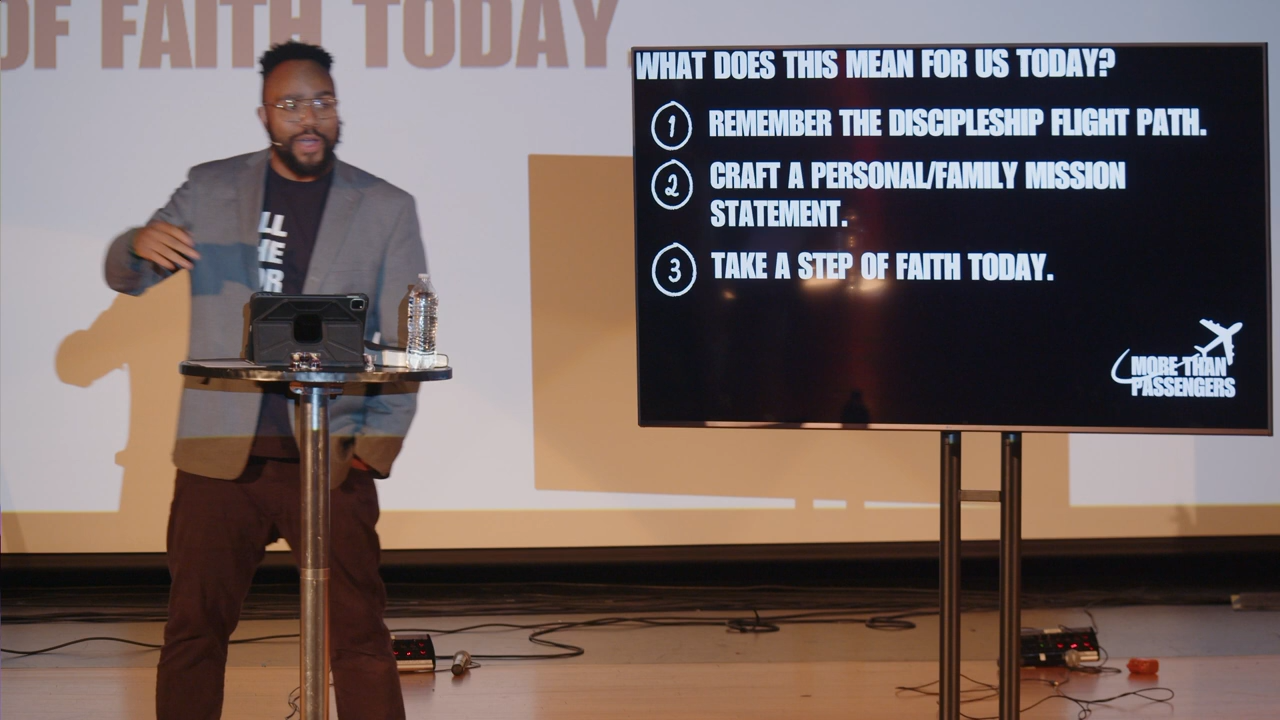 OF FAITH TODAY.
WHAT DOES THIS MEAN FOR US TODAY?
1 REMEMBER THE DISCIPLESHIP FLIGHT PATH.
2 CRAFT A PERSONAL/FAMILY MISSION
STATEMENT.
3 TAKE A STEP OF FAITH TODAY.
MORE THAN
PASSENGERS